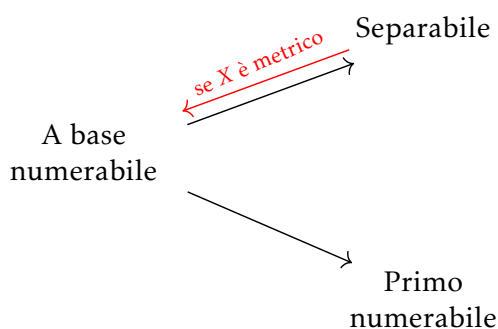 Separabile
se X è metrico
A base
numerabile
Primo
numerabile